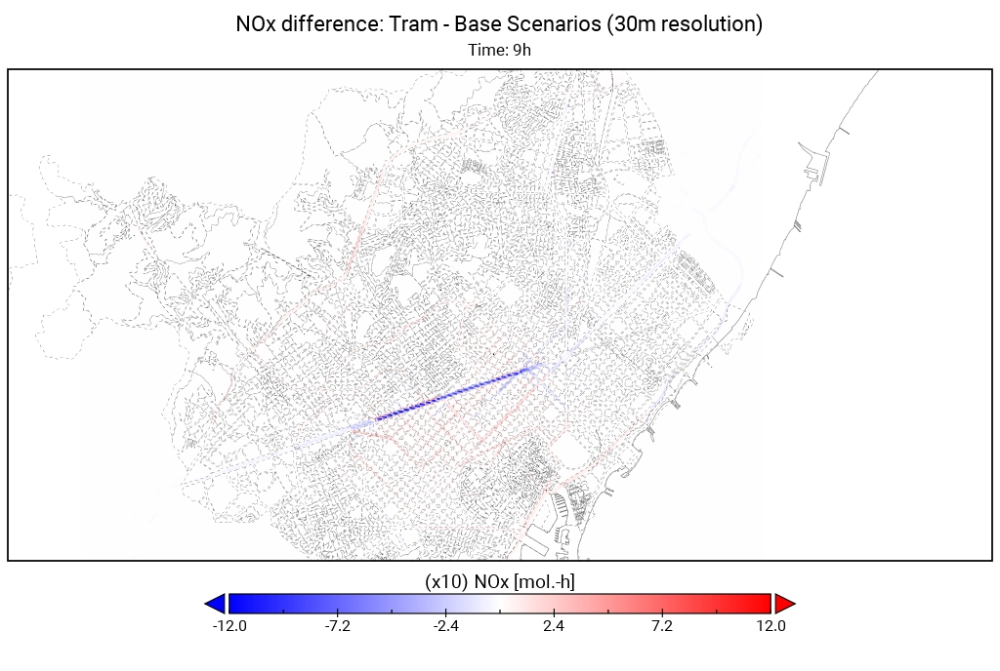 NOx difference: Tram - Base Scenarios (30m resolution)
Time: 9h
(x10) NOx [mol.-h]
-12.0 -7.2 -2.4 2.4 7.2 12.0